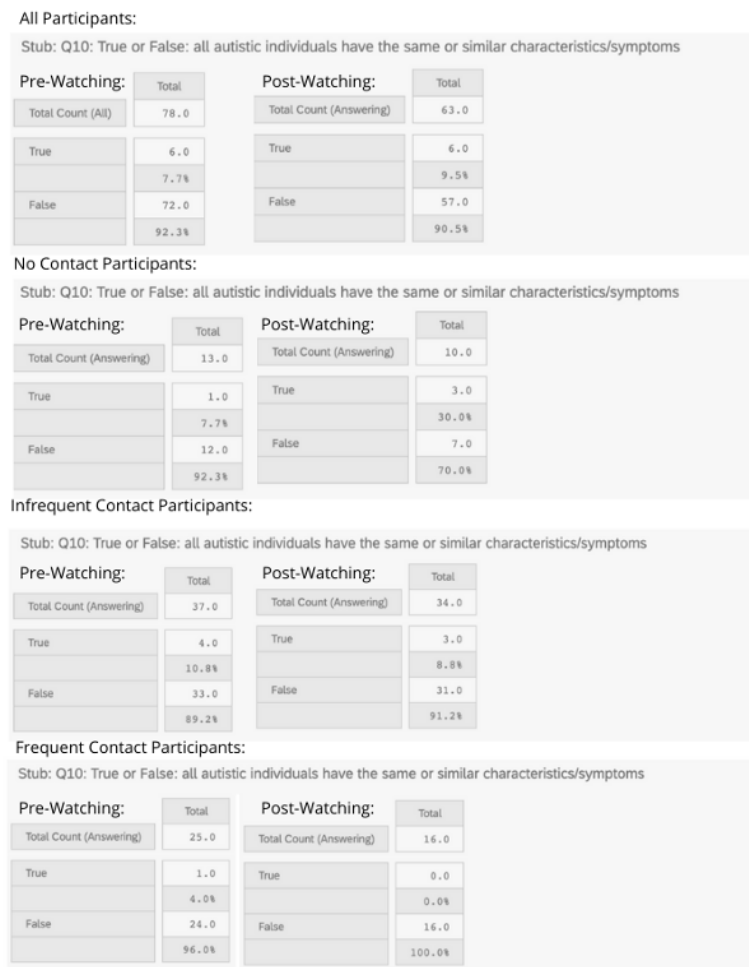 All Participants:
Stub: Q10: True or False: all autistic individuals have the same or similar characteristics/symptoms
Pre-Watching: Total Post-Watching: Total
Total Count (All) 78.0 Total Count (Answering) 63.0
True 6.0 True 6.0
7.7% 9.5%
False 72.0 False 57.0
92.3% 90.5%
No Contact Participants:
Stub: Q10: True or False: all autistic individuals have the same or similar characteristics/symptoms
Pre-Watching: Total Post-Watching: Total
Total Count (Answering) 13.0 Total Count (Answering) 10.0
True 1.0 True 3.0
7.7% 30.0%
False 12.0 False 7.0
92.3% 70.0%
Infrequent Contact Participants:
Stub: Q10: True or False: all autistic individuals have the same or similar characteristics/symptoms
Pre-Watching: Total Post-Watching: Total
Total Count (Answering) 37.0 Total Count (Answering) 34.0
True 4.0 True 3.0
10.8% 8.8%
False 33.0 False 31.0
89.2% 91.2%
Frequent Contact Participants:
Stub: Q10: True or False: all autistic individuals have the same or similar characteristics/symptoms
Pre-Watching: Total Post-Watching: Total
Total Count (Answering) 25.0 Total Count (Answering) 16.0
True 1.0 True 0.0
4.0% 0.0%
False 24.0 False 16.0
96.0% 100.0%